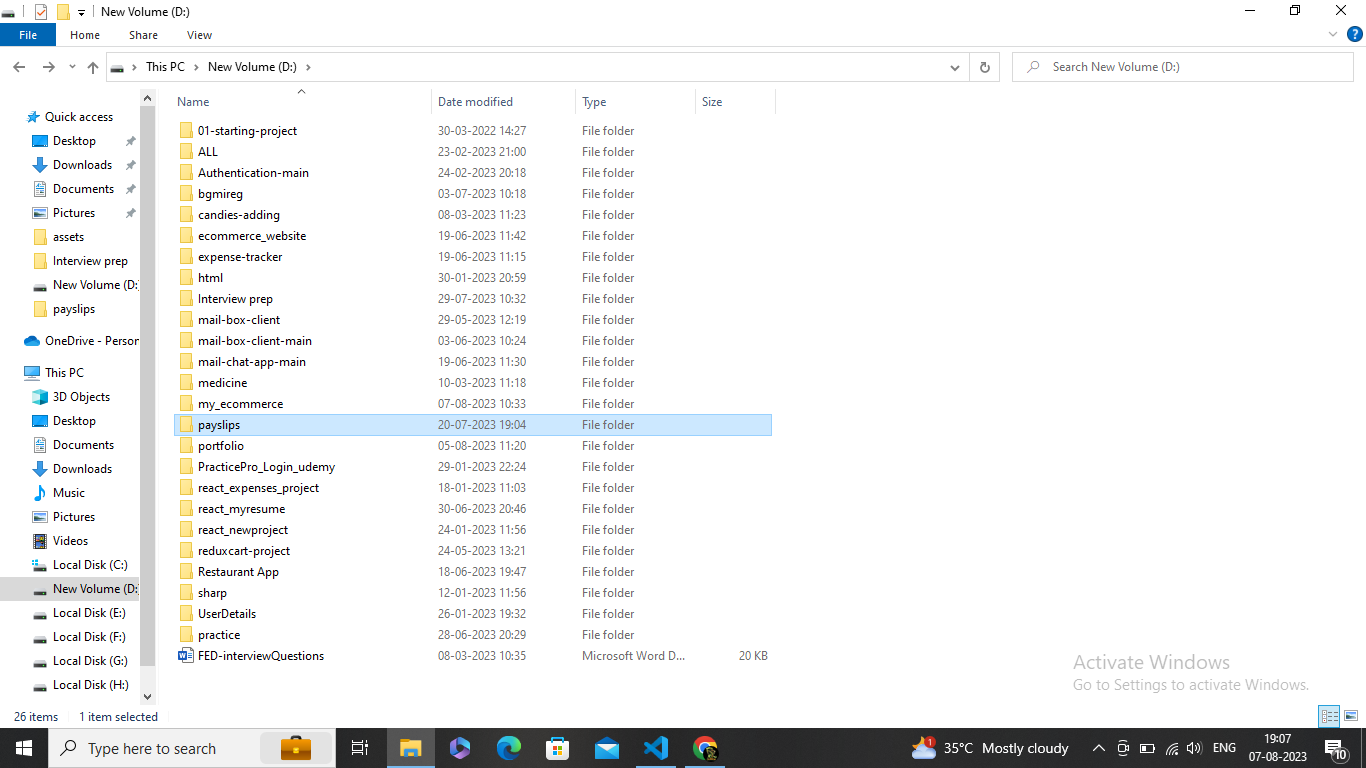 New Volume (D:)
File Home Share View
This PC New Volume (D:) Search New Volume (D:)
Name Date modified Type Size
Quick access
Desktop
Downloads
Documents
Pictures
assets
Interview prep
New Volume (D:
payslips
OneDrive - Person
This PC
3D Objects
Desktop
Documents
Downloads
Music
Pictures
Videos
Local Disk (C:)
New Volume (D:
Local Disk (E:)
Local Disk (F:)
Local Disk (G:)
Local Disk (H:)
01-starting-project 30-03-2022 14:27 File folder
ALL 23-02-2023 21:00 File folder
Authentication-main 24-02-2023 20:18 File folder
bgmireg 03-07-2023 10:18 File folder
candies-adding 08-03-2023 11:23 File folder
ecommerce_website 19-06-2023 11:42 File folder
expense-tracker 19-06-2023 11:15 File folder
html 30-01-2023 20:59 File folder
Interview prep 29-07-2023 10:32 File folder
mail-box-client 29-05-2023 12:19 File folder
mail-box-client-main 03-06-2023 10:24 File folder
mail-chat-app-main 19-06-2023 11:30 File folder
medicine 10-03-2023 11:18 File folder
my_ecommerce 07-08-2023 10:33 File folder
payslips 20-07-2023 19:04 File folder
portfolio 05-08-2023 11:20 File folder
PracticePro_Login_udemy 29-01-2023 22:24 File folder
react_expenses_project 18-01-2023 11:03 File folder
react_myresume 30-06-2023 20:46 File folder
react_newproject 24-01-2023 11:56 File folder
reduxcart-project 24-05-2023 13:21 File folder
Restaurant App 18-06-2023 19:47 File folder
sharp 12-01-2023 11:56 File folder
UserDetails 26-01-2023 19:32 File folder
practice 28-06-2023 20:29 File folder
FED-interviewQuestions 08-03-2023 10:35 Microsoft Word D... 20 KB
Activate Windows
Go to Settings to activate Windows.
26 items 1 item selected
Type here to search
1 35°C Mostly cloudy ENG
19:07
07-08-2023
10